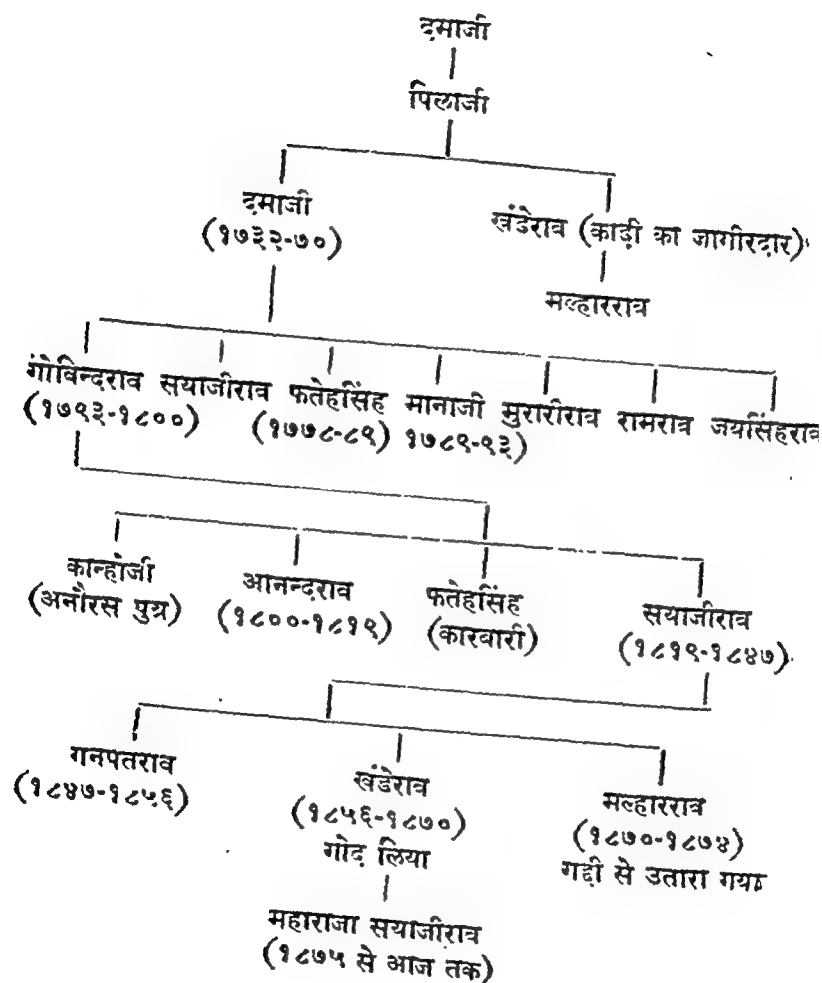 दमाजी
पिलाजी
दमाजी
(१७३२-७०)
खंडेराव (काढ़ी का जागीरदार)
मल्हारराव
गोविन्दराव सयाजीराव फतेहसिंह मानाजी मुरारीराव रामराव जयसिंहराव
(१७९३-१८००) (१७७८-८९) १७८९-९३)
कान्होजी आनन्दराव फतेहसिंह सयाजीराव
(अनौरस पुत्र) (१८००-१८१९) (कारबारी) (१८१९-१८४७)
गनपतराव खंडेराव मल्हारराव
(१८४७-१८५६) (१८५६-१८७०) (१८७०-१८७४)
गोद लिया गद्दी से उतारा गया
महाराजा सयाजीराव
(१८७५ से आज तक)